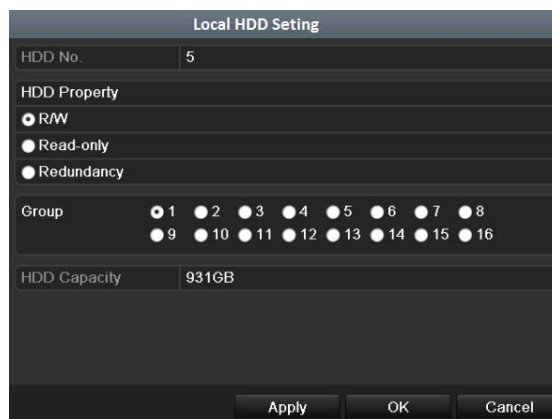 Local HDD Seting
HDD No. 5
HDD Property
R/W
Read-only
Redundancy
Group 1 2 3 4 5 6 7 8
9 10 11 12 13 14 15 16
HDD Capacity 931GB
Apply OK Cancel